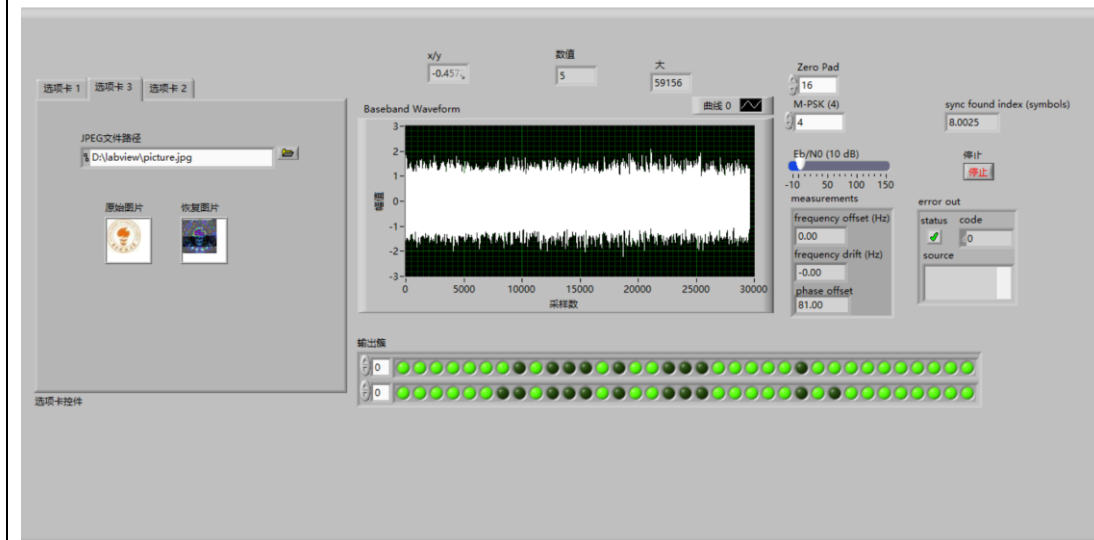 选项卡 1
选项卡 3
选项卡 2
JPEG文件路径
D:\labview\picture.jpg
原始图片
恢复图片
选项卡控件
x/y
数值
5
大
59156
Baseband Waveform
曲线 0
3
2
1
0
-1
-2
-3
幅值
0
5000
10000
15000
20000
25000
30000
采样数
Zero Pad
16
M-PSK (4)
4
Eb/N0 (10 dB)
-10
50
100
150
measurements
frequency offset (Hz)
0.00
frequency drift (Hz)
-0.00
phase offset
81.00
sync found index (symbols)
8.0025
停止
停止
error out
status
code
0
source
输出簇
0
0